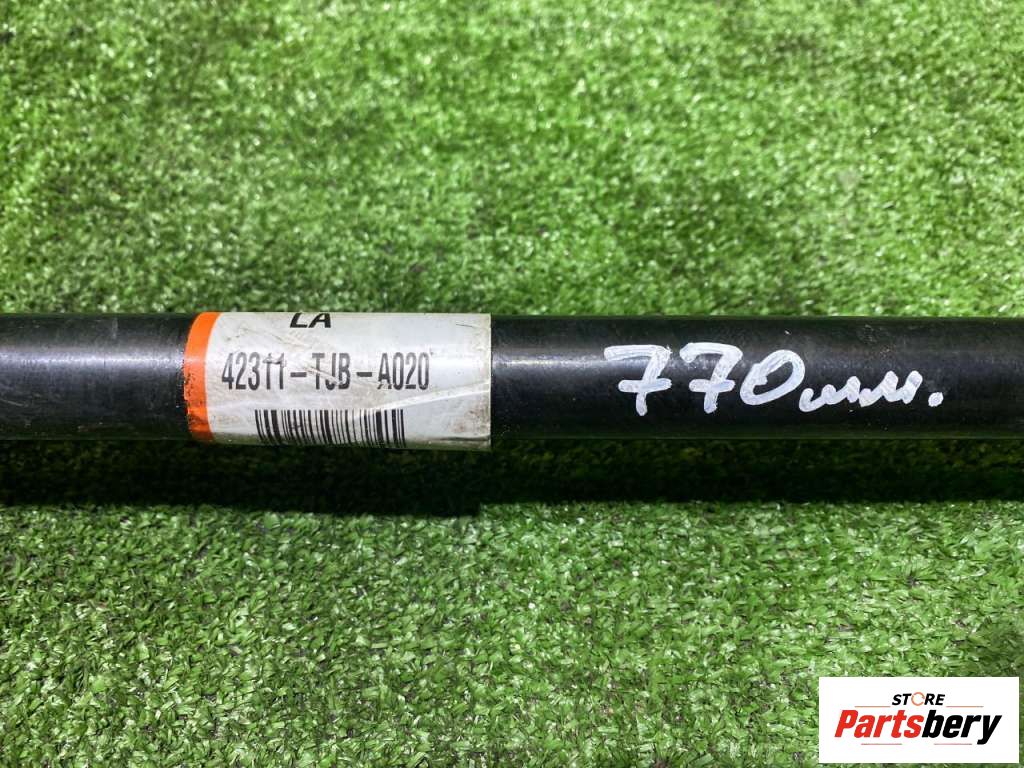 LA
42311-TJB-A020
770мм.
STORE
Partsbery